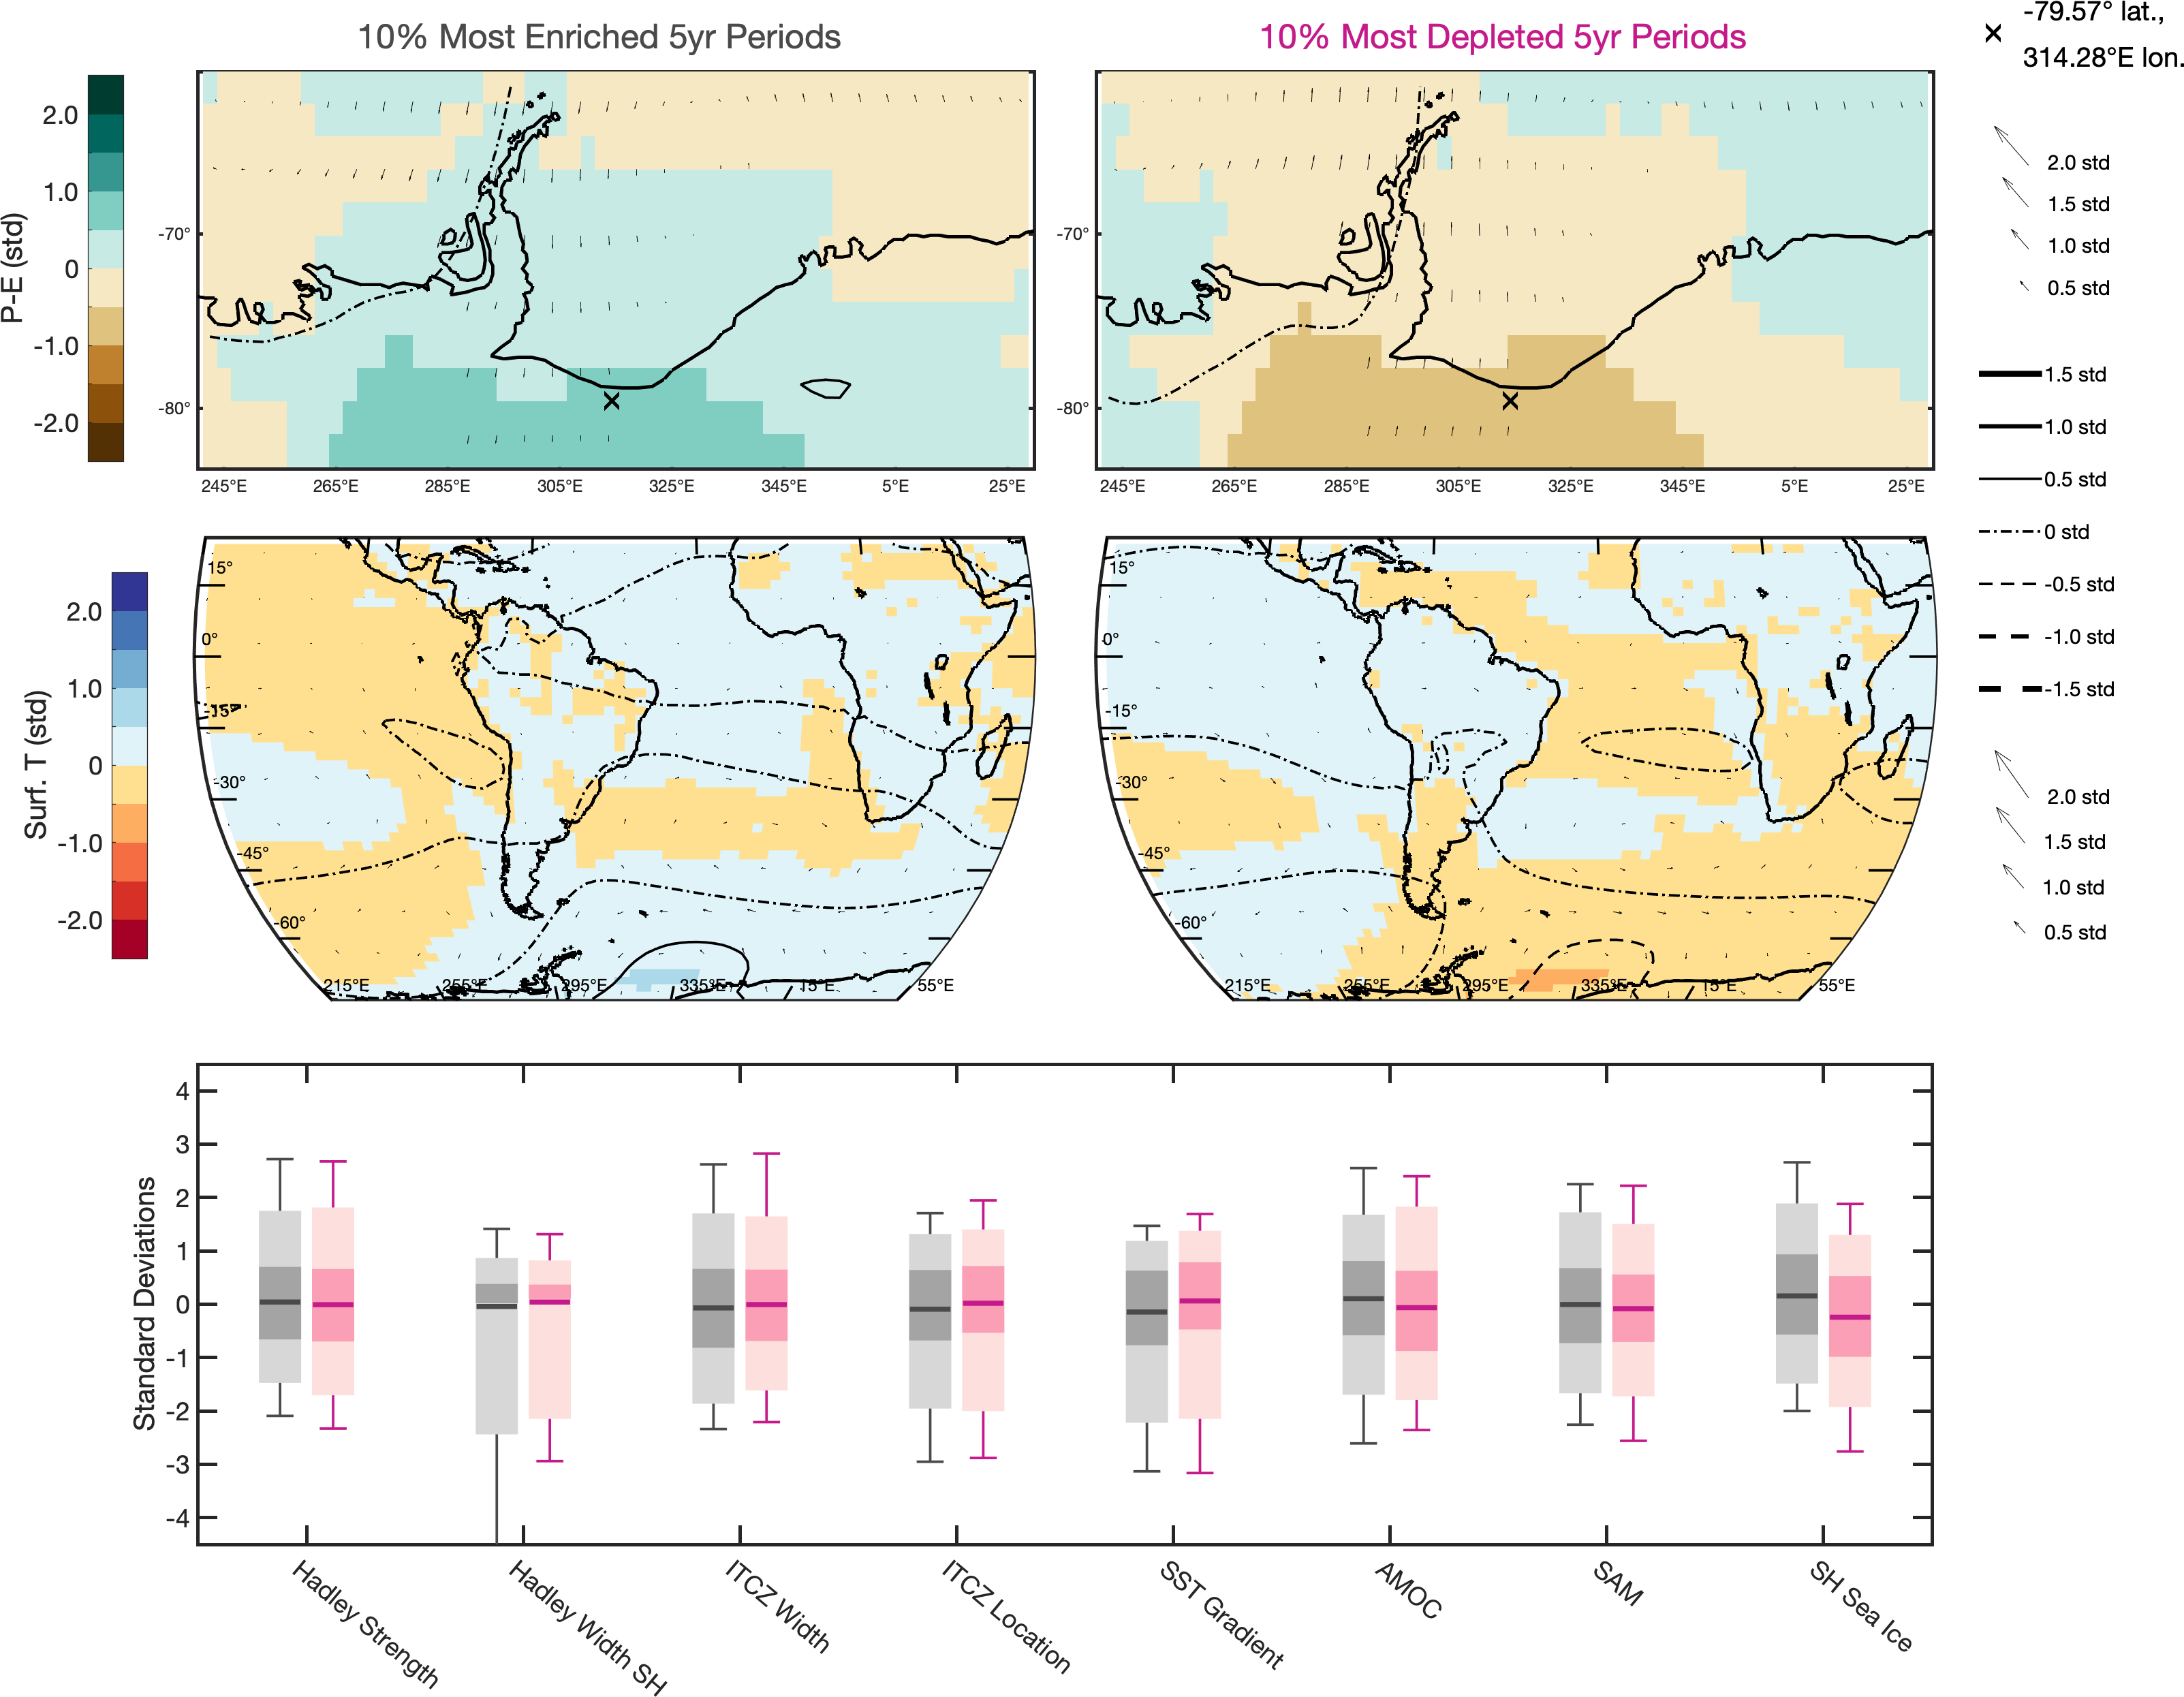 10% Most Enriched 5yr Periods
10% Most Depleted 5yr Periods
-79.57° lat.,
314.28°E lon.
P-E (std)
2.0
1.0
0
-1.0
-2.0
-70°
-80°
245°E 265°E 285°E 305°E 325°E 345°E 5°E 25°E
-70°
-80°
245°E 265°E 285°E 305°E 325°E 345°E 5°E 25°E
2.0 std
1.5 std
1.0 std
0.5 std
1.5 std
1.0 std
0.5 std
0 std
-0.5 std
-1.0 std
-1.5 std
2.0 std
1.5 std
1.0 std
0.5 std
Surf. T (std)
2.0
1.0
0
-1.0
-2.0
15°
0°
-15°
-30°
-45°
-60°
215°E 255°E 295°E 335°E 15°E 55°E
15°
0°
-15°
-30°
-45°
-60°
215°E 255°E 295°E 335°E 15°E 55°E
Standard Deviations
4
3
2
1
0
-1
-2
-3
-4
Hadley Strength
Hadley Width SH
ITCZ Width
ITCZ Location
SST Gradient
AMOC
SAM
SH Sea Ice